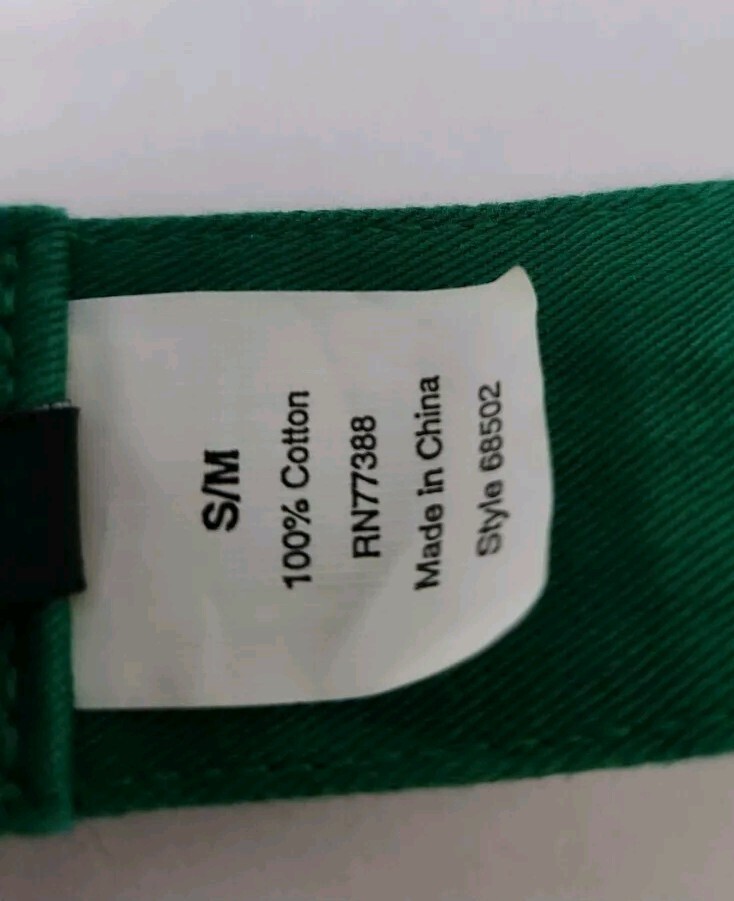 S/M
100% Cotton
RN77388
Made in China
Style 68502